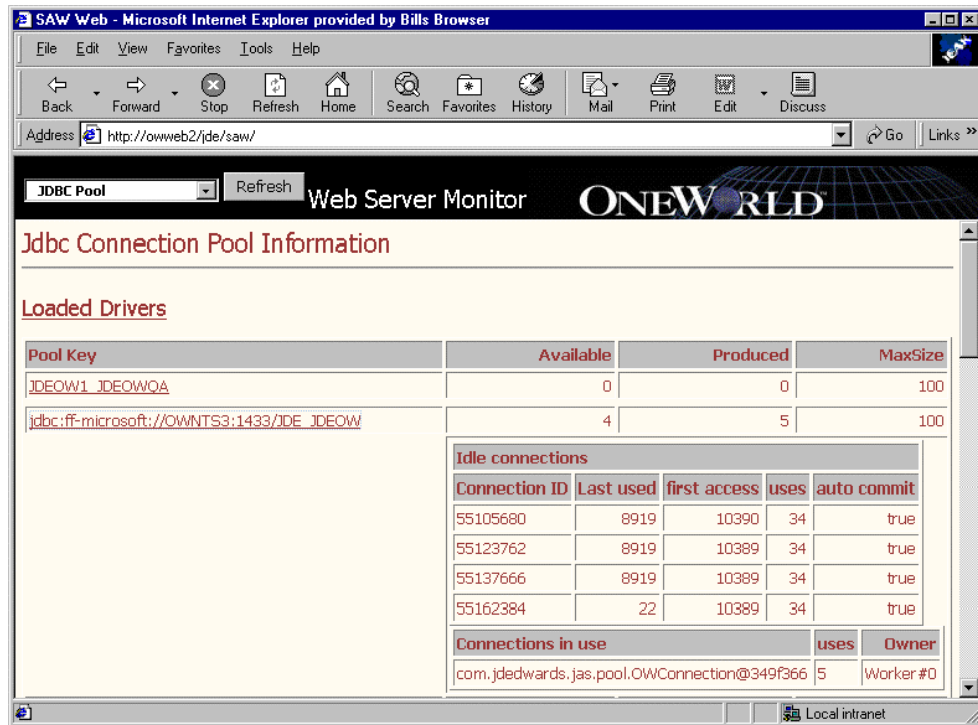 SAW Web - Microsoft Internet Explorer provided by Bills Browser
File Edit View Favorites Tools Help
Back Forward Stop Refresh Home Search Favorites History Mail Print Edit Discuss
Address http://owweb2/jde/saw/ Go Links »
JDBC Pool Refresh Web Server Monitor ONEWORLD™
Jdbc Connection Pool Information
Loaded Drivers
Pool Key Available Produced MaxSize
JDEOW1_JDEOWQA 0 0 100
jdbc:ff-microsoft://OWNTS3:1433/JDE_JDEOW 4 5 100
Idle connections
Connection ID Last used first access uses auto commit
55105680 8919 10390 34 true
55123762 8919 10389 34 true
55137666 8919 10389 34 true
55162384 22 10389 34 true
Connections in use uses Owner
com.jdedwards.jas.pool.OWConnection@349f366 5 Worker#0
Local intranet